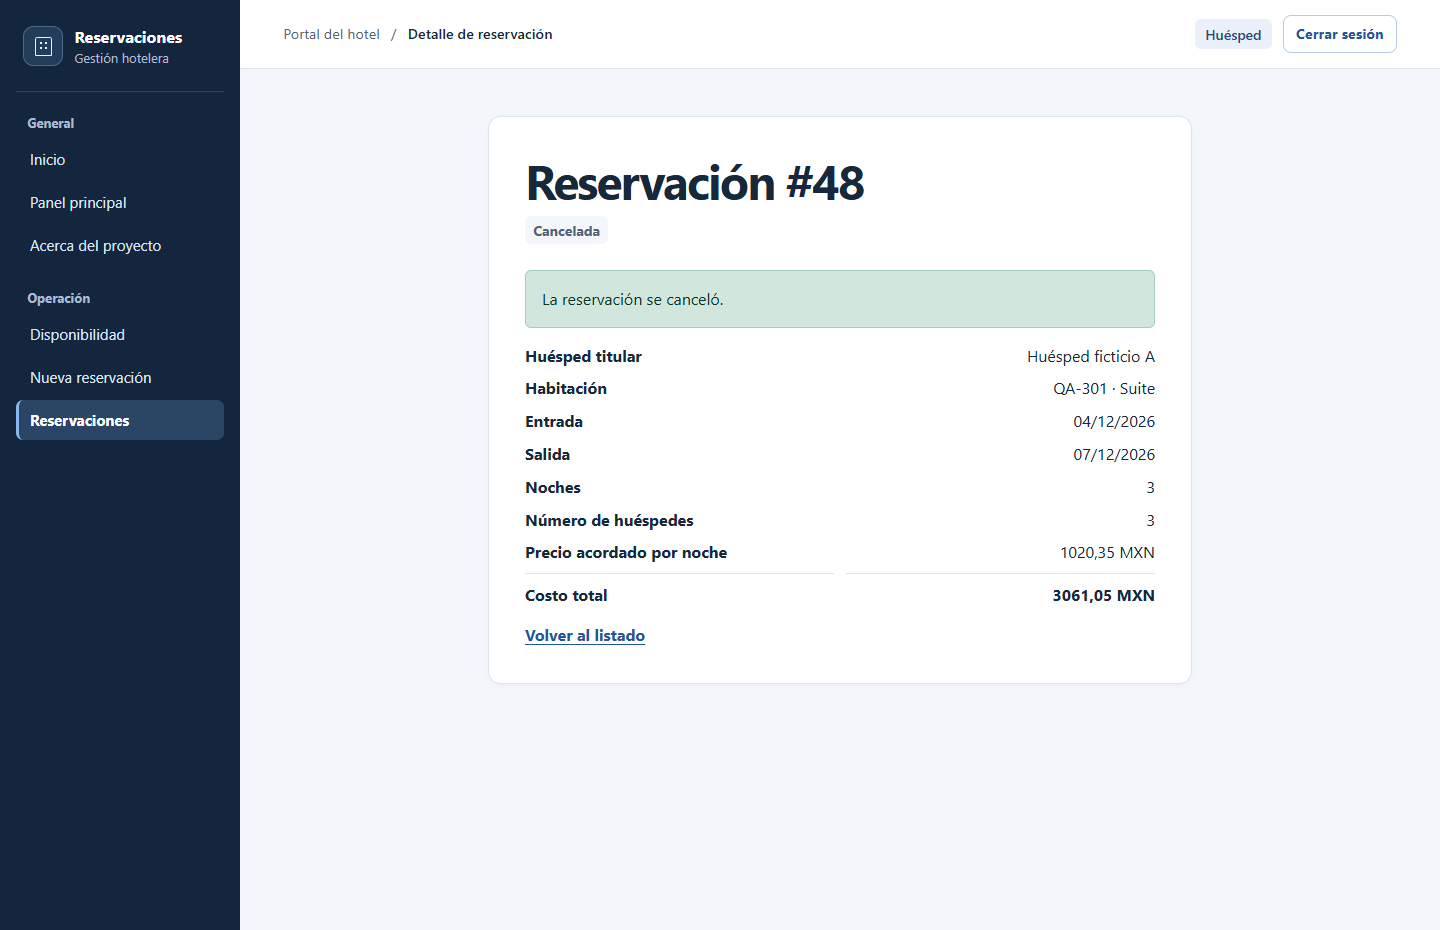 Reservaciones
Gestión hotelera
General
Inicio
Panel principal
Acerca del proyecto
Operación
Disponibilidad
Nueva reservación
Reservaciones
Portal del hotel / Detalle de reservación
Huésped
Cerrar sesión
Reservación #48
Cancelada
La reservación se canceló.
Huésped titular Huésped ficticio A
Habitación QA-301 · Suite
Entrada 04/12/2026
Salida 07/12/2026
Noches 3
Número de huéspedes 3
Precio acordado por noche 1020,35 MXN
Costo total 3061,05 MXN
Volver al listado